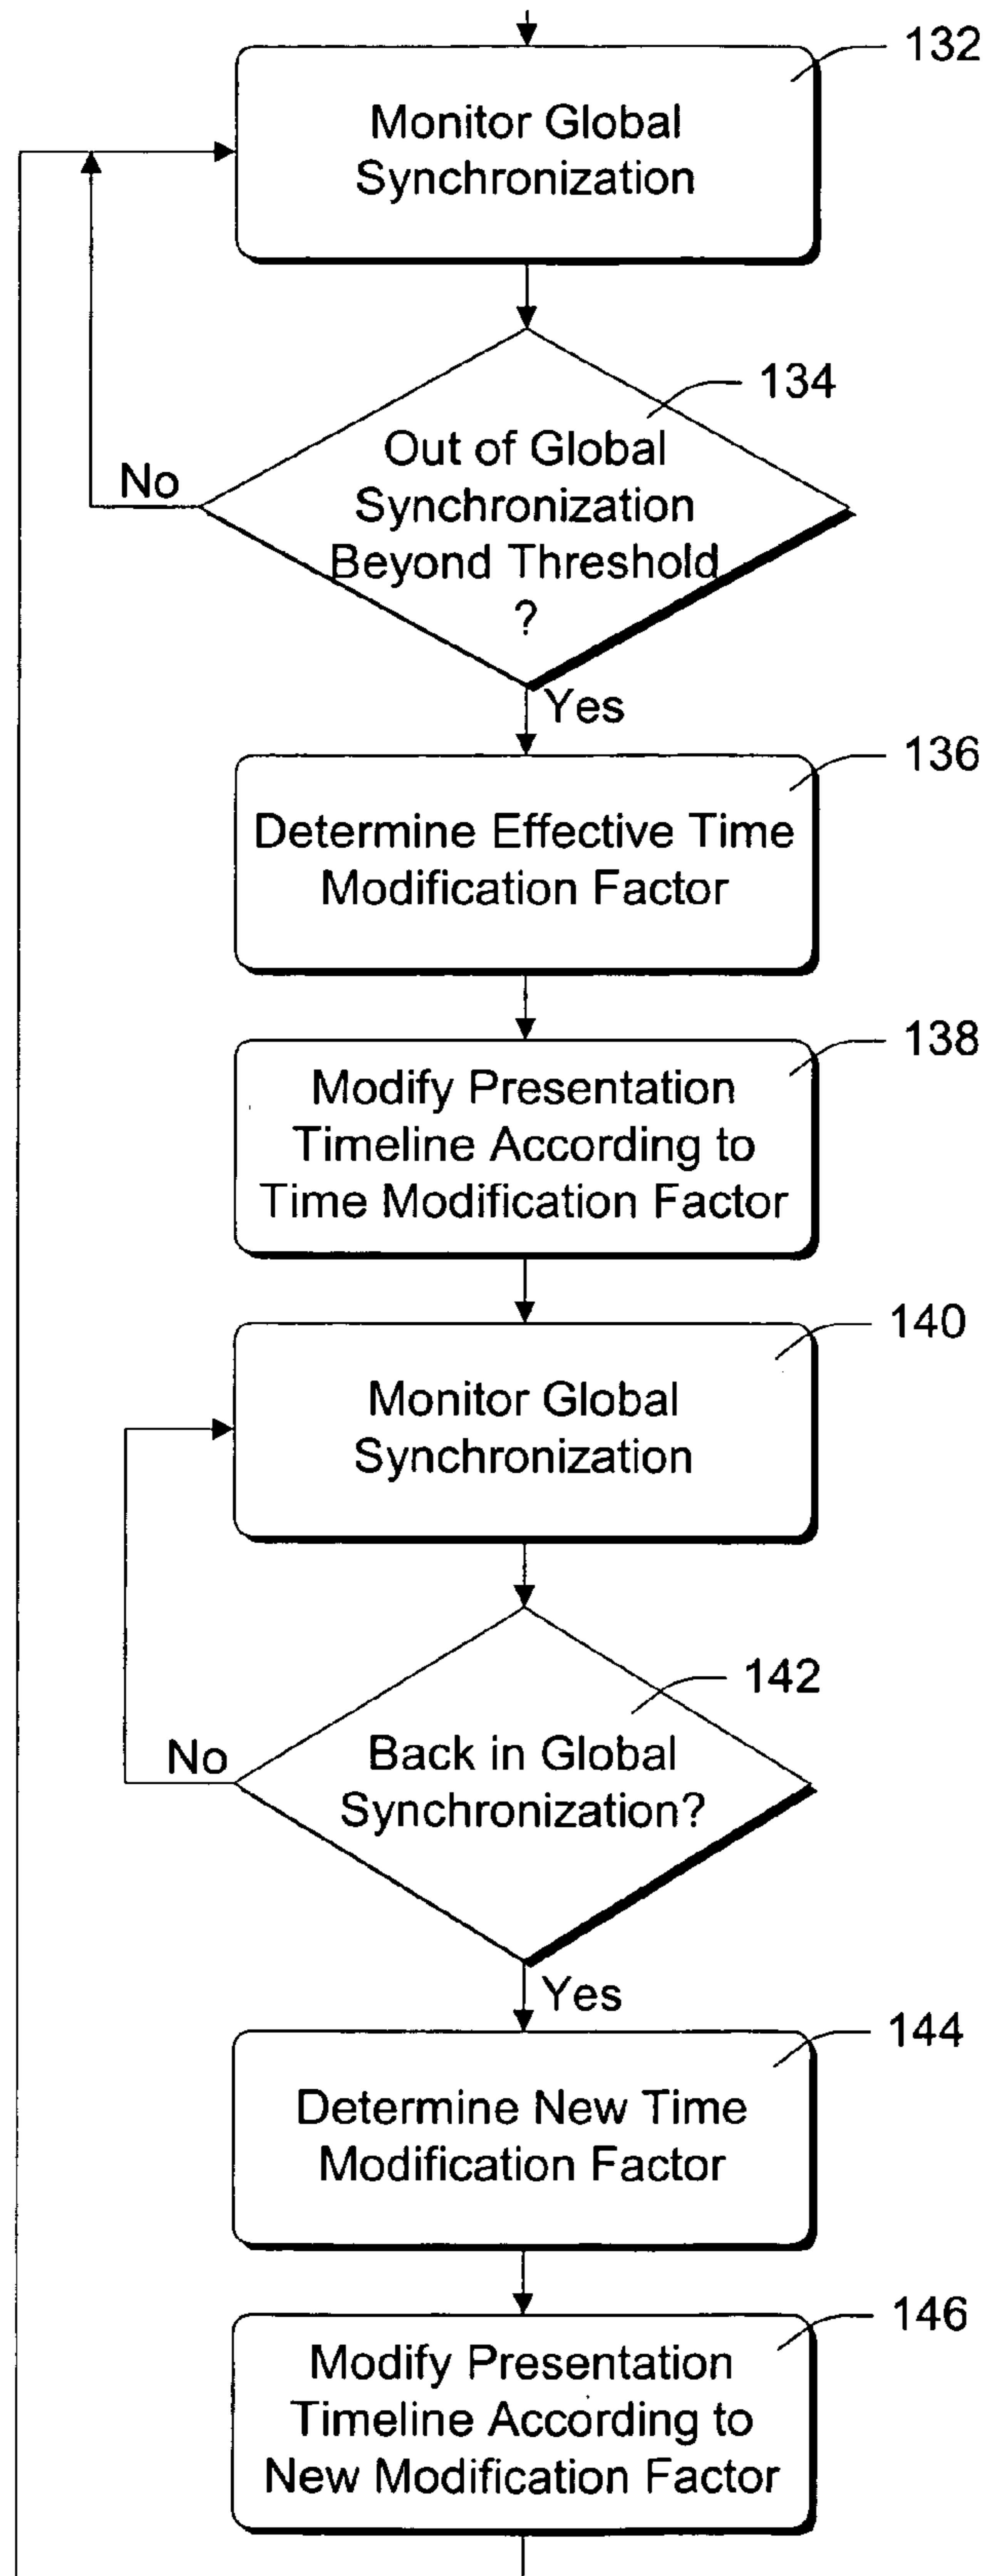 132
Monitor Global
Synchronization
134
Out of Global
Synchronization
Beyond Threshold
?
No
Yes
136
Determine Effective Time
Modification Factor
138
Modify Presentation
Timeline According to
Time Modification Factor
140
Monitor Global
Synchronization
142
Back in Global
Synchronization?
No
Yes
144
Determine New Time
Modification Factor
146
Modify Presentation
Timeline According to
New Modification Factor